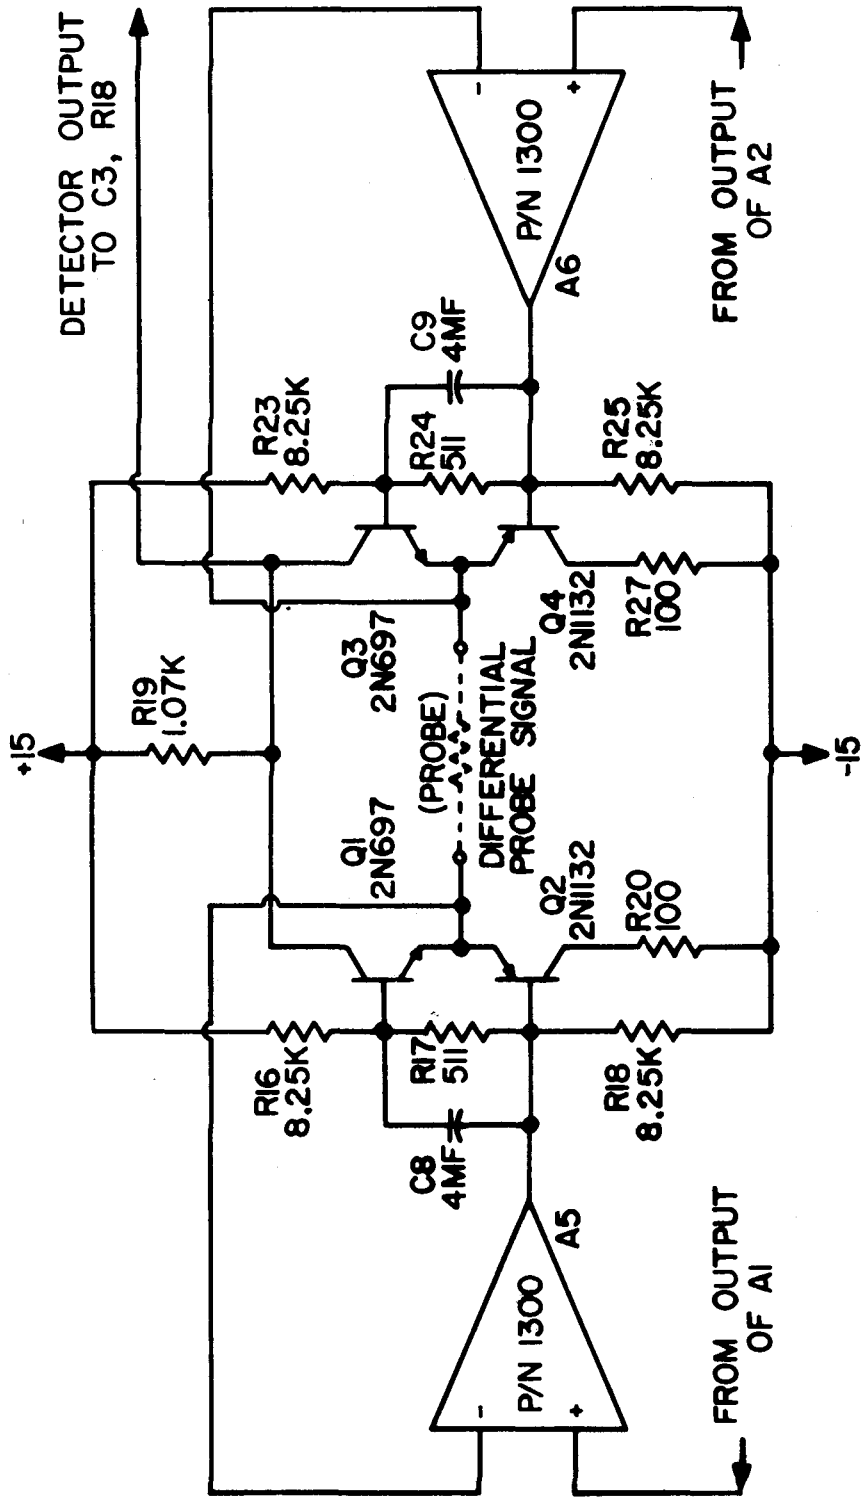 DETECTOR OUTPUT
TO C3, R18
+15
R19
1.07K
R16
8.25K
R23
8.25K
Q1
2N697
Q3
2N697
C8
4MF
R17
511
(PROBE)
DIFFERENTIAL
PROBE SIGNAL
R24
511
C9
4MF
-
+
P/N 1300
A5
P/N 1300
A6
-
+
Q2
2N1132
Q4
2N1132
R18
8.25K
R20
100
R27
100
R25
8.25K
FROM OUTPUT
OF A1
FROM OUTPUT
OF A2
-15